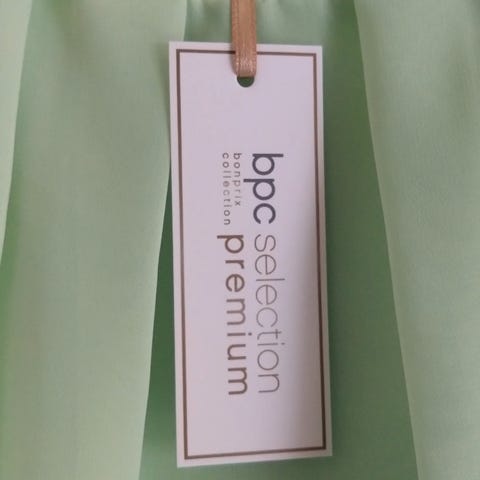 bpc selection
bonprix
collection
premium